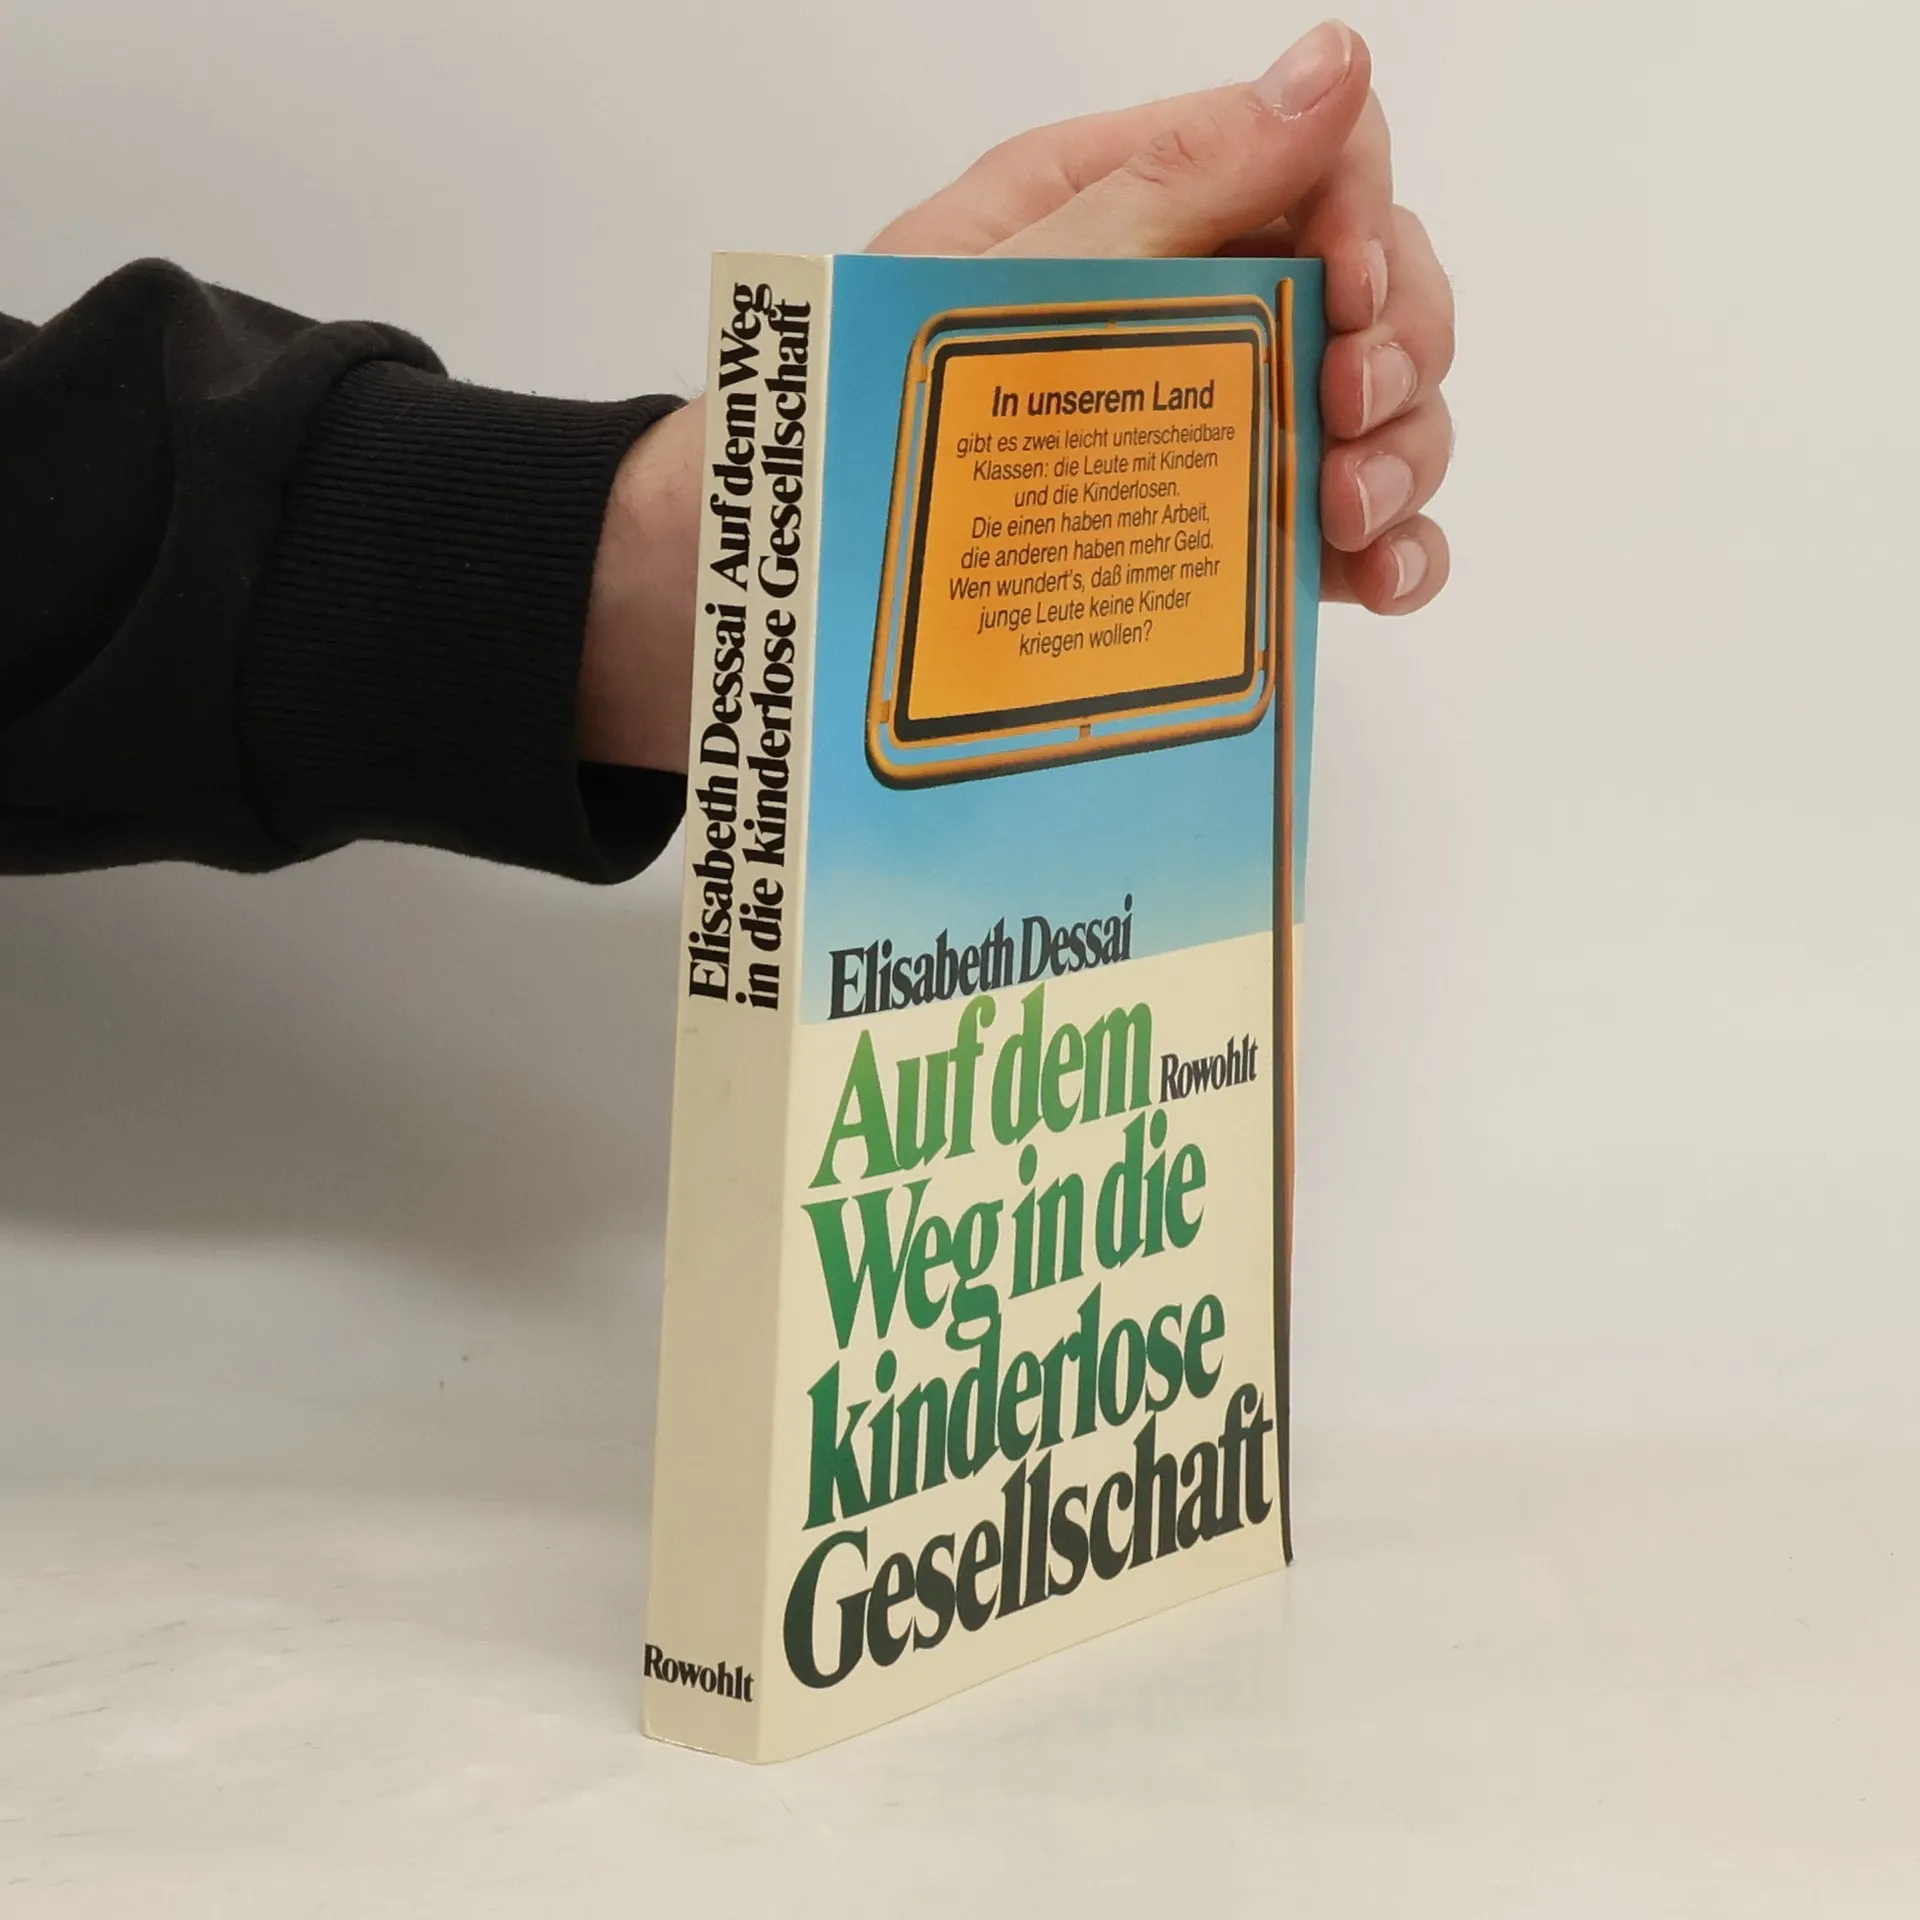 Elisabeth Dessai Auf dem Weg
in die kinderlose Gesellschaft
Rowohlt
In unserem Land
gibt es zwei leicht unterscheidbare
Klassen: die Leute mit Kindern
und die Kinderlosen.
Die einen haben mehr Arbeit,
die anderen haben mehr Geld.
Wen wundert's, daß immer mehr
junge Leute keine Kinder
kriegen wollen?
Elisabeth Dessai
Auf dem
Rowohlt
Weg in die
kinderlose
Gesellschaft